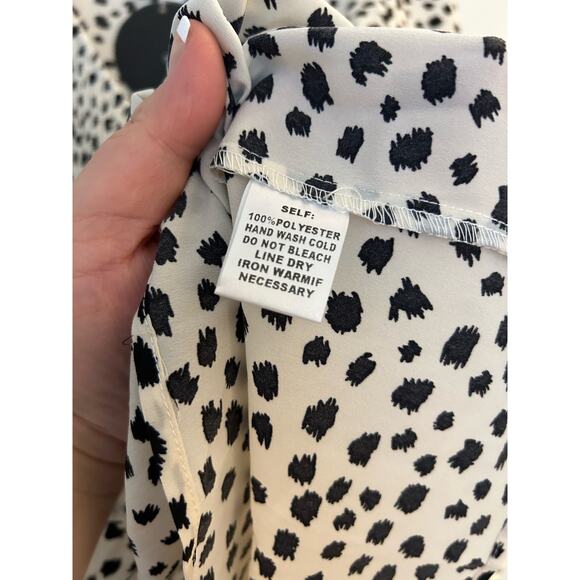 SELF:
100%POLYESTER
HAND WASH COLD
DO NOT BLEACH
LINE DRY
IRON WARMIF
NECESSARY